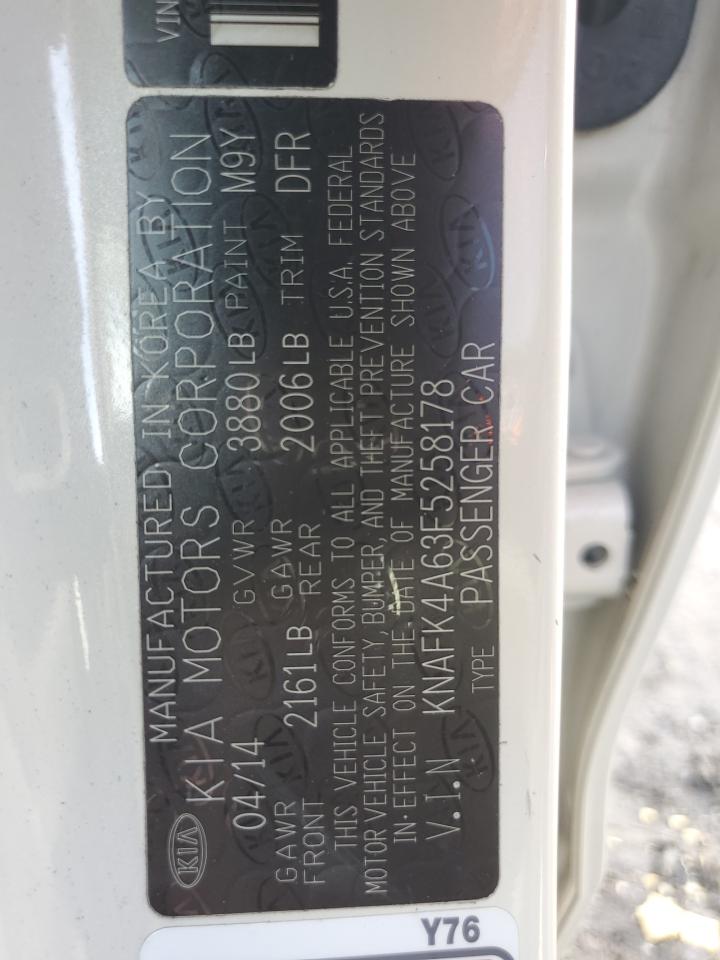 VIN
MANUFACTURED IN KOREA BY
KIA KIA MOTORS CORPORATION
04/14 GVWR 3880LB PAINT M9Y
GAWR FRONT 2161LB GAWR REAR 2006LB TRIM DFR
THIS VEHICLE CONFORMS TO ALL APPLICABLE U.S.A. FEDERAL
MOTOR VEHICLE SAFETY, BUMPER, AND THEFT PREVENTION STANDARDS
IN-EFFECT ON THE DATE OF MANUFACTURE SHOWN ABOVE
V.I.N KNAFK4A63F5258178
TYPE PASSENGER CAR
Y76